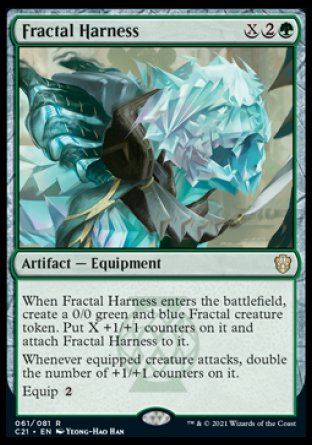 Fractal Harness X2
Artifact — Equipment
When Fractal Harness enters the battlefield,
create a 0/0 green and blue Fractal creature
token. Put X +1/+1 counters on it and
attach Fractal Harness to it.
Whenever equipped creature attacks, double
the number of +1/+1 counters on it.
Equip 2
061/081 R
C21 • EN Yeong-Hao Han
™ & © 2021 Wizards of the Coast